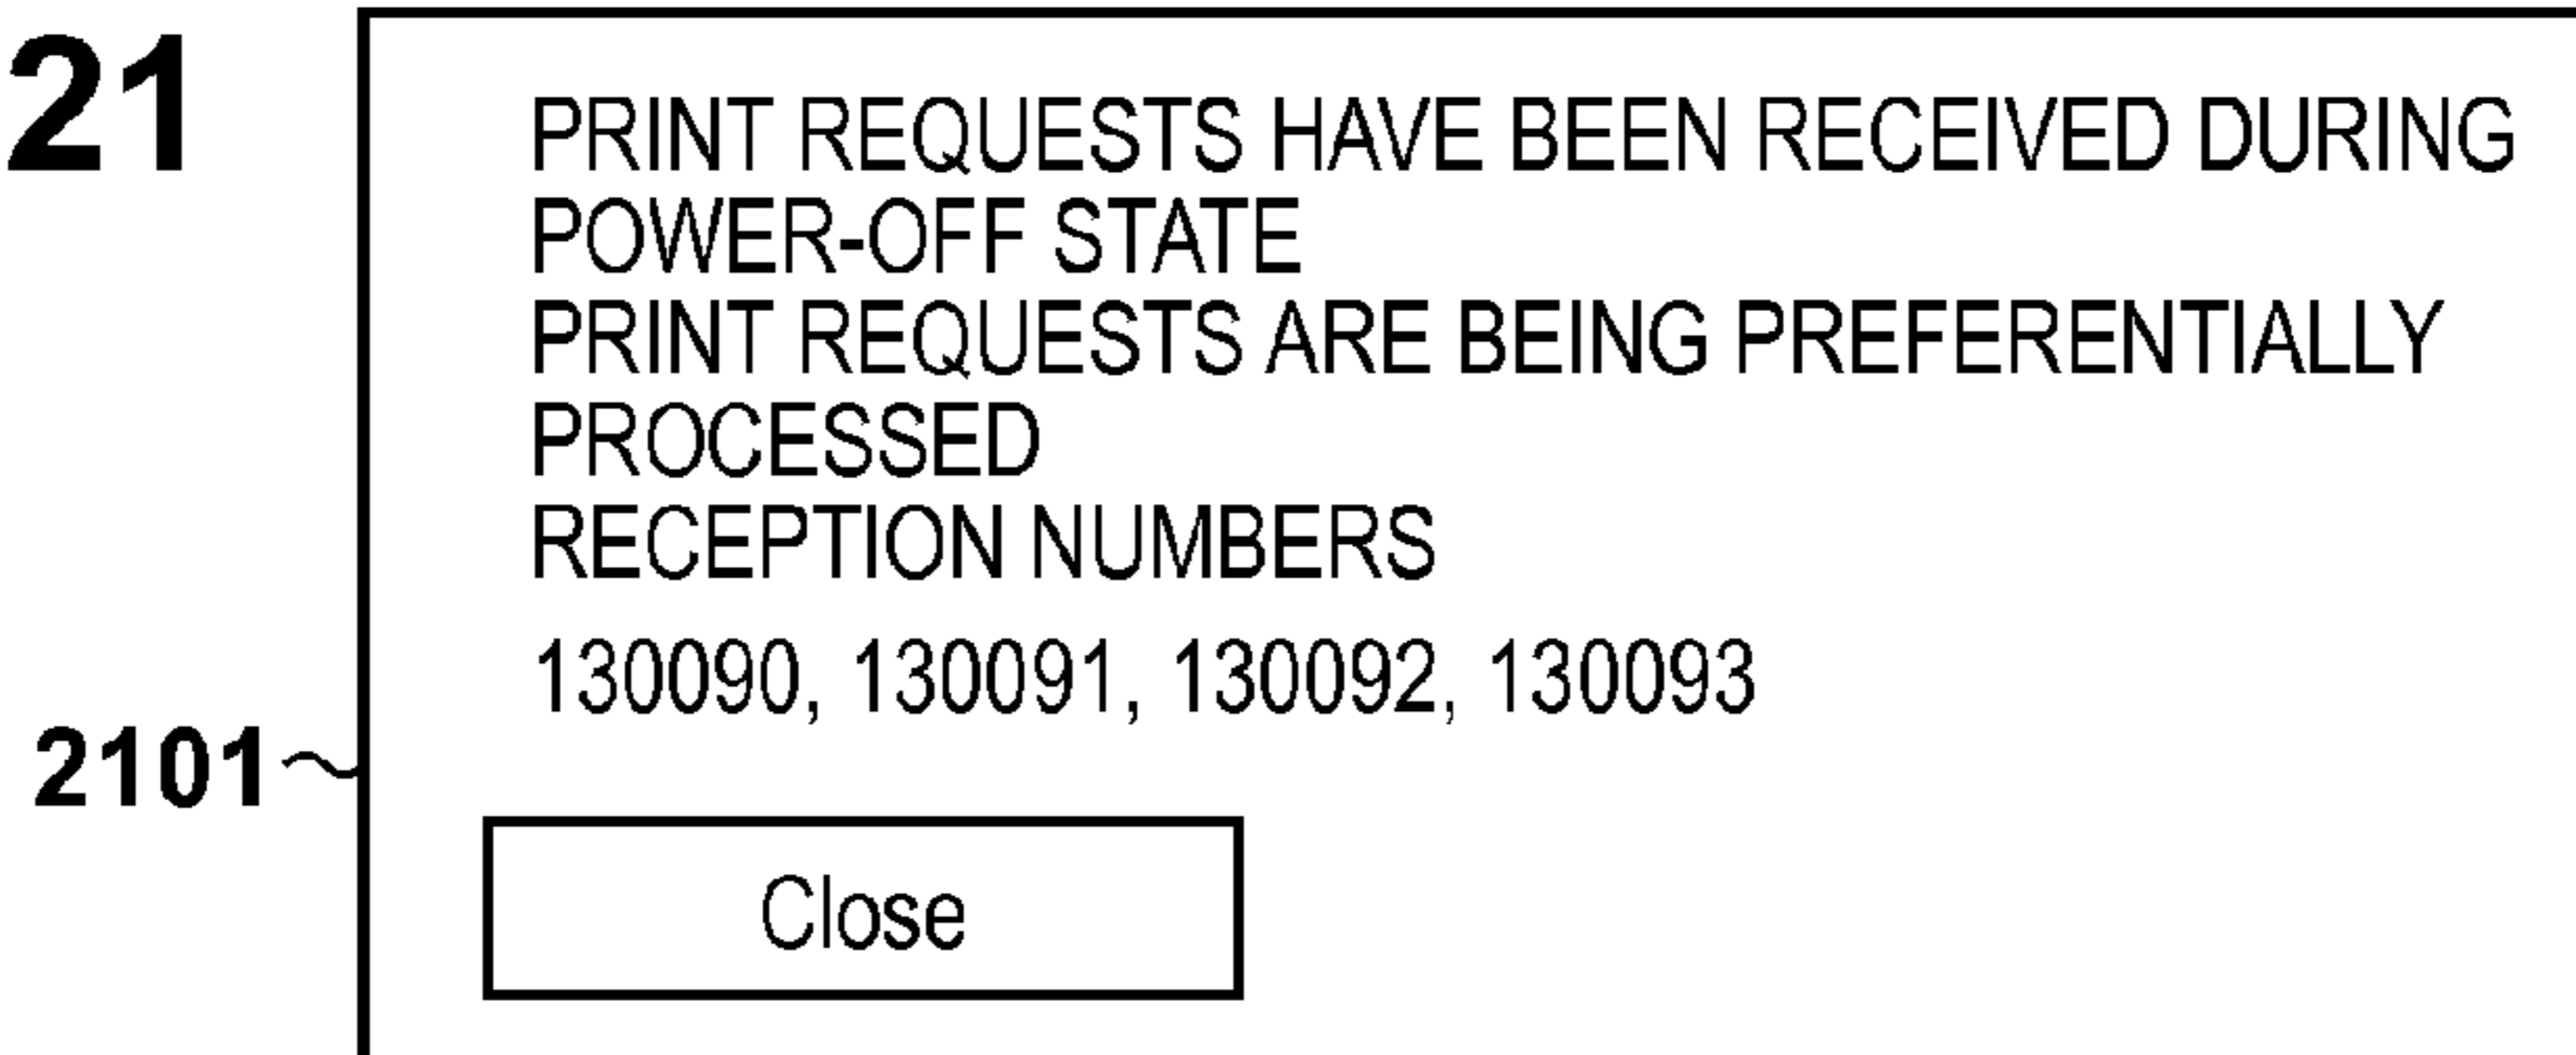 21
PRINT REQUESTS HAVE BEEN RECEIVED DURING
POWER-OFF STATE
PRINT REQUESTS ARE BEING PREFERENTIALLY
PROCESSED
RECEPTION NUMBERS
130090, 130091, 130092, 130093
2101
Close